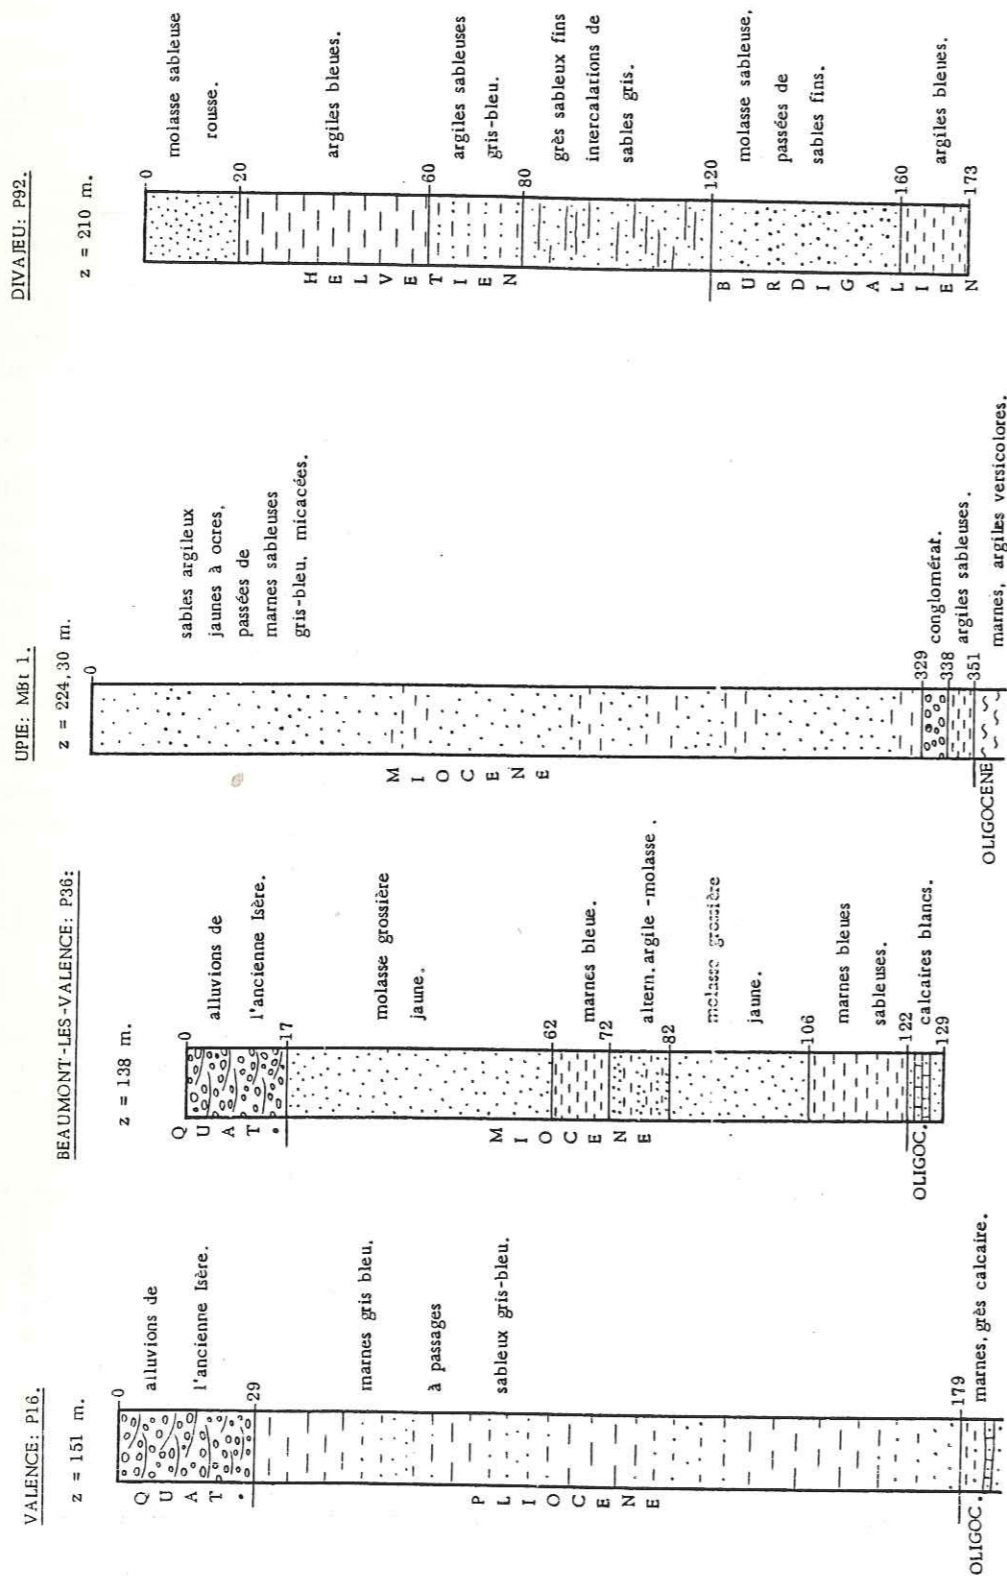 VALENCE: P16.
z = 151 m.
0
QUAT.
alluvions de
l'ancienne Isère.
29
PLIOCENE
marnes gris bleu,
à passages
sableux gris-bleu.
179
OLIGOC.
marnes, grès calcaire.
BEAUMONT-LES-VALENCE: P36:
z = 138 m.
0
QUAT.
alluvions de
l'ancienne Isère.
17
MIOCENE
molasse grossière
jaune.
62
marnes bleue.
72
altern. argile -molasse .
82
molasse grossière
jaune.
106
marnes bleues
sableuses.
122
OLIGOC.
calcaires blancs.
129
UPIE: MBt 1.
z = 224,30 m.
0
MIOCENE
sables argileux
jaunes à ocres,
passées de
marnes sableuses
gris-bleu, micacées.
329
conglomérat.
338
argiles sableuses.
351
OLIGOCENE
marnes, argiles versicolores.
DIVAJEU: P92.
z = 210 m.
0
molasse sableuse
rousse.
20
HELVETIEN
argiles bleues.
60
argiles sableuses
gris-bleu.
80
grès sableux fins
intercalations de
sables gris.
120
BURDIGALIEN
molasse sableuse,
passées de
sables fins.
160
argiles bleues.
173